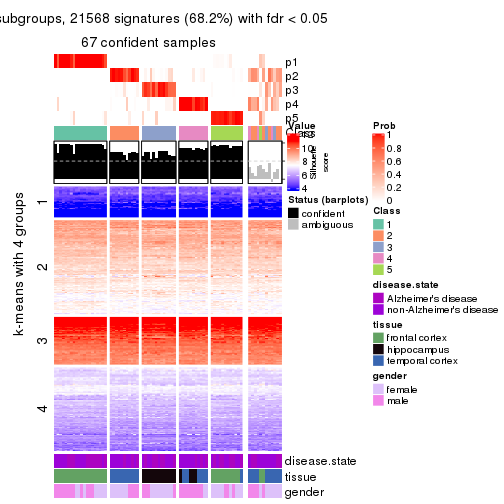 subgroups, 21568 signatures (68.2%) with fdr < 0.05
67 confident samples
p1
p2
p3
p4
p5
Class
k-means with 4 groups
1
2
3
4
disease.state
tissue
gender
Value
10
8
6
4
Silhouette
score
Status (barplots)
confident
ambiguous
Prob
1
0.8
0.6
0.4
0.2
0
Class
1
2
3
4
5
disease.state
Alzheimer's disease
non-Alzheimer's disease
tissue
frontal cortex
hippocampus
temporal cortex
gender
female
male